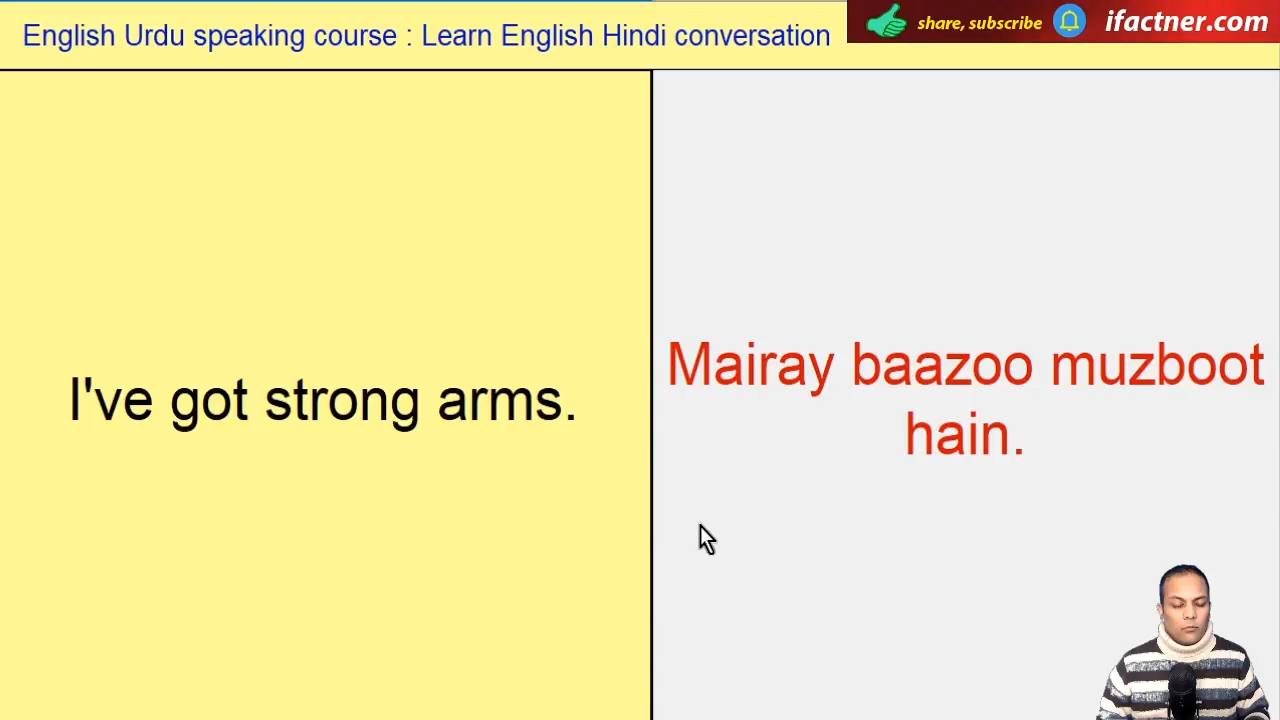 English Urdu speaking course : Learn English Hindi conversation
share, subscribe
ifactner.com
I've got strong arms.
Mairay baazoo muzboot
hain.